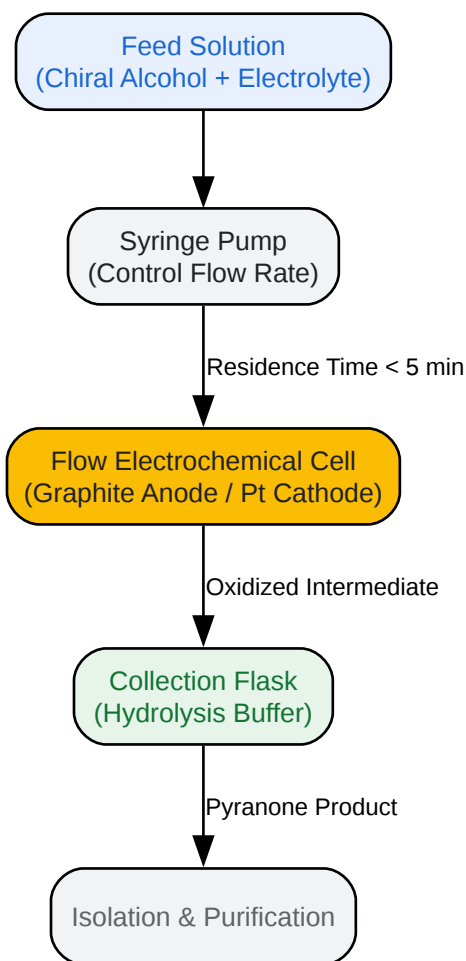 Feed Solution
(Chiral Alcohol + Electrolyte)
Syringe Pump
(Control Flow Rate)
Residence Time < 5 min
Flow Electrochemical Cell
(Graphite Anode / Pt Cathode)
Oxidized Intermediate
Collection Flask
(Hydrolysis Buffer)
Pyranone Product
Isolation & Purification